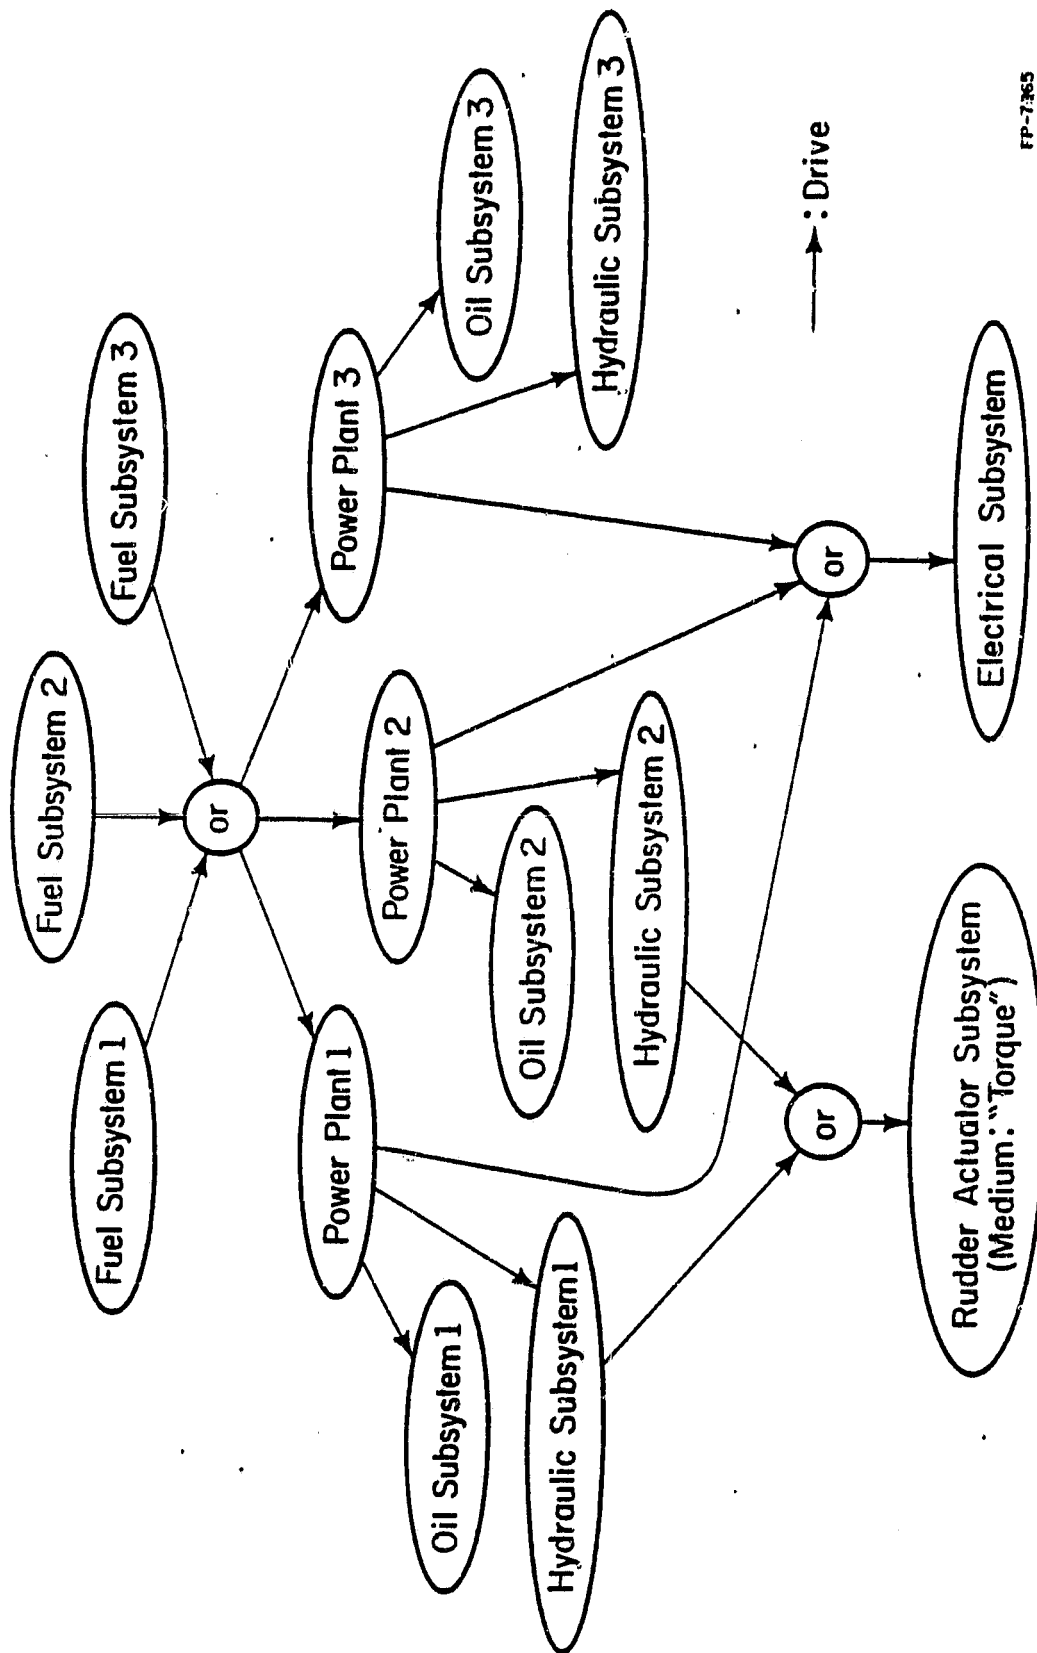 Fuel Subsystem 1
Fuel Subsystem 2
Fuel Subsystem 3
or
Power Plant 1
Power Plant 2
Power Plant 3
Oil Subsystem 1
Hydraulic Subsystem 1
Oil Subsystem 2
Hydraulic Subsystem 2
Oil Subsystem 3
Hydraulic Subsystem 3
or
or
: Drive
Rudder Actuator Subsystem
(Medium: "Torque")
Electrical Subsystem